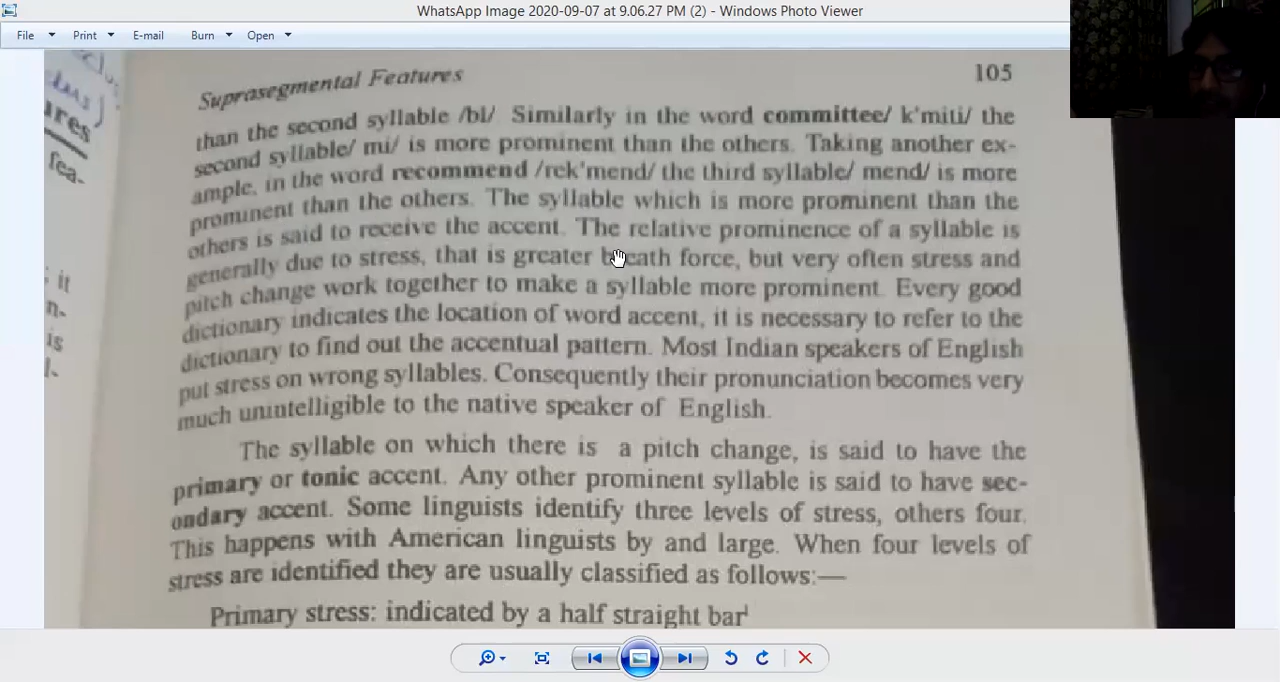 WhatsApp Image 2020-09-07 at 9.06.27 PM (2) - Windows Photo Viewer
File Print E-mail Burn Open
Suprasegmental Features 105
than the second syllable /bl/ Similarly in the word committee/ k'miti/ the
second syllable/ mi/ is more prominent than the others. Taking another ex-
ample, in the word recommend /rek'mend/ the third syllable/ mend/ is more
prominent than the others. The syllable which is more prominent than the
others is said to receive the accent. The relative prominence of a syllable is
generally due to stress, that is greater breath force, but very often stress and
pitch change work together to make a syllable more prominent. Every good
dictionary indicates the location of word accent, it is necessary to refer to the
dictionary to find out the accentual pattern. Most Indian speakers of English
put stress on wrong syllables. Consequently their pronunciation becomes very
much unintelligible to the native speaker of English.
The syllable on which there is a pitch change, is said to have the
primary or tonic accent. Any other prominent syllable is said to have sec-
ondary accent. Some linguists identify three levels of stress, others four.
This happens with American linguists by and large. When four levels of
stress are identified they are usually classified as follows:—
Primary stress: indicated by a half straight bar¹
ures
fea-
; it
n-
is
l-